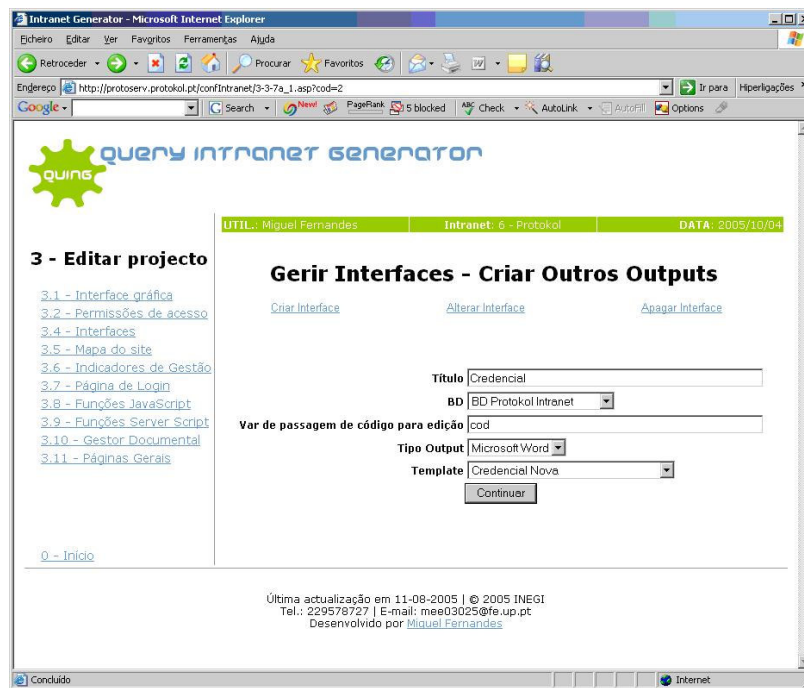 Intranet Generator - Microsoft Internet Explorer
Ficheiro Editar Ver Favoritos Ferramentas Ajuda
Retroceder Procurar Favoritos
Endereço http://protoserv.protokol.pt/confIntranet/3-3-7a_1.asp?cod=2 Ir para Hiperligações
Google Search New! PageRank 5 blocked ABC Check AutoLink AutoFill Options
QUING
QUERY INTRANET GENERATOR
UTIL.: Miguel Fernandes Intranet: 6 - Protokol DATA: 2005/10/04
3 - Editar projecto
3.1 - Interface gráfica
3.2 - Permissões de acesso
3.4 - Interfaces
3.5 - Mapa do site
3.6 - Indicadores de Gestão
3.7 - Página de Login
3.8 - Funções JavaScript
3.9 - Funções Server Script
3.10 - Gestor Documental
3.11 - Páginas Gerais
0 - Início
Gerir Interfaces - Criar Outros Outputs
Criar Interface Alterar Interface Apagar Interface
Título Credencial
BD BD Protokol Intranet
Var de passagem de código para edição cod
Tipo Output Microsoft Word
Template Credencial Nova
Continuar
Última actualização em 11-08-2005 | © 2005 INEGI
Tel.: 229578727 | E-mail: mee03025@fe.up.pt
Desenvolvido por Miguel Fernandes
Concluído Internet